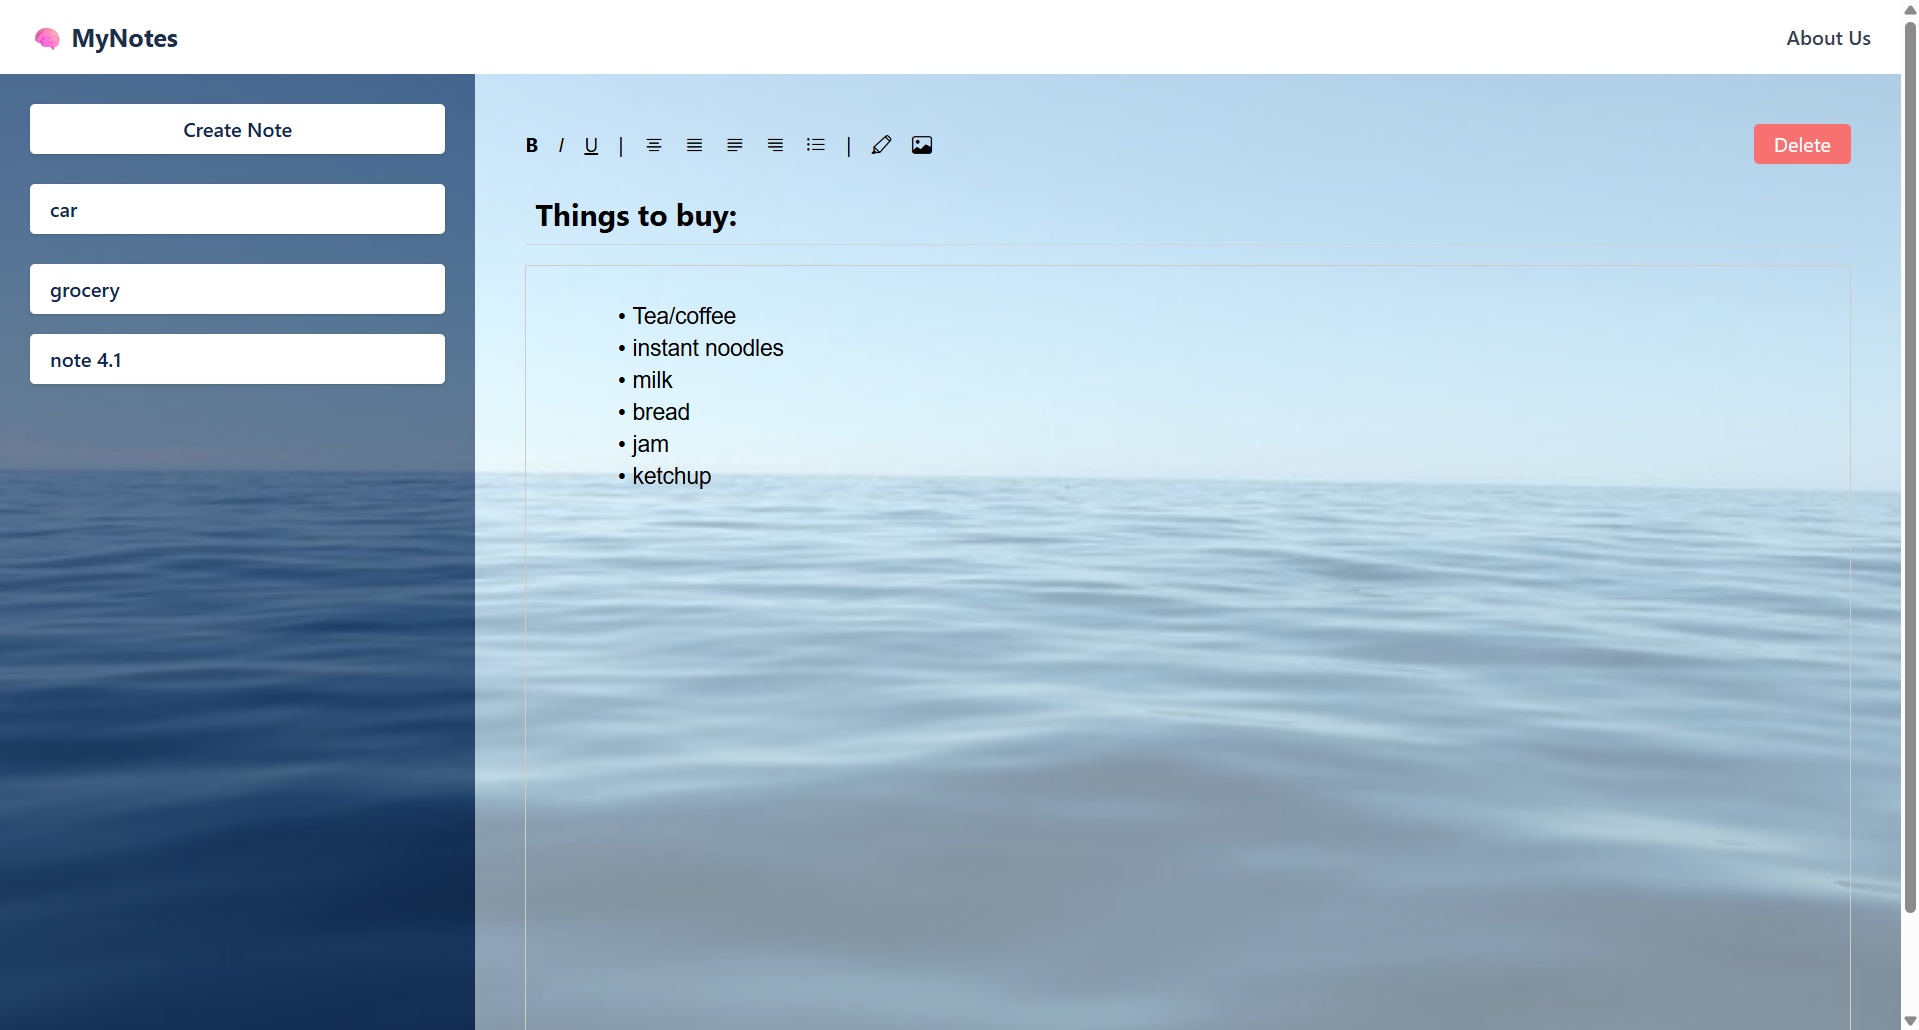 MyNotes
About Us
Create Note
car
grocery
note 4.1
B I U | |
Delete
Things to buy:
• Tea/coffee
• instant noodles
• milk
• bread
• jam
• ketchup